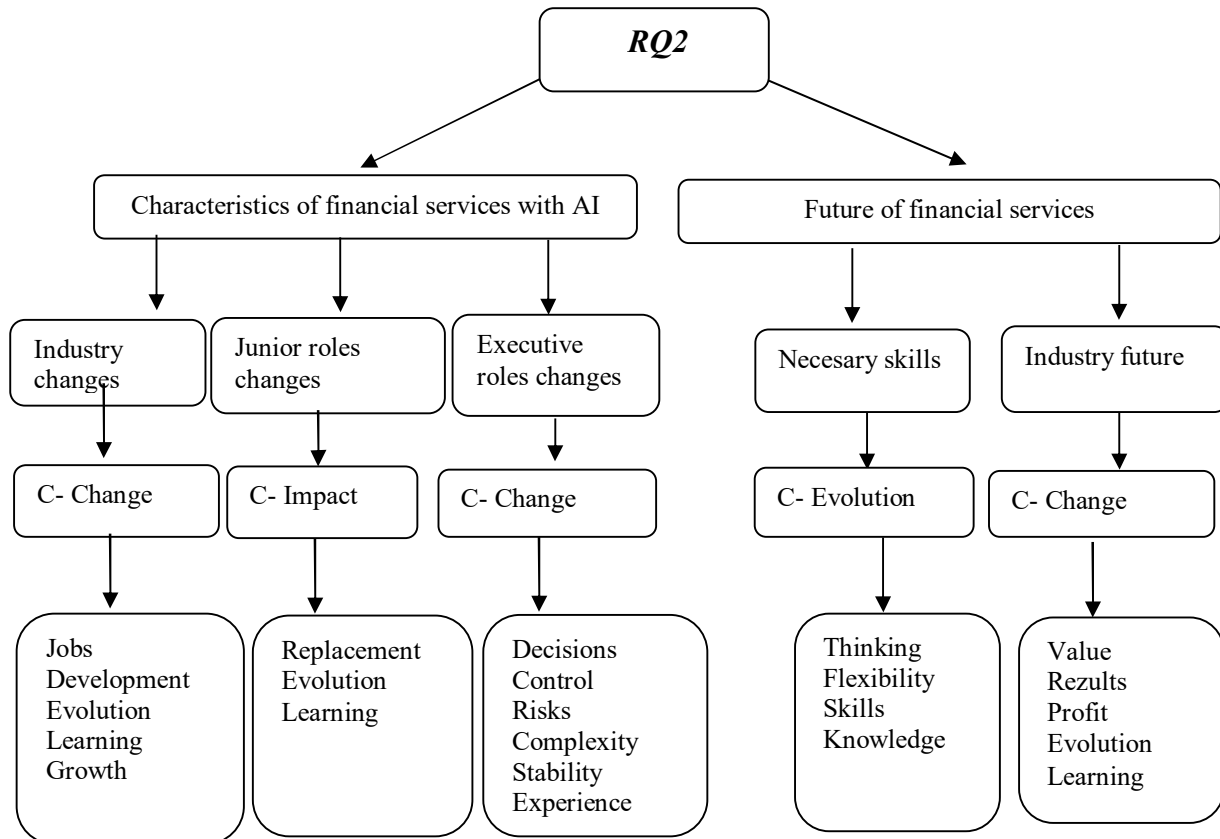 RQ2
Characteristics of financial services with AI
Future of financial services
Industry
changes
Junior roles
changes
Executive
roles changes
Necesary skills
Industry future
C- Change
C- Impact
C- Change
C- Evolution
C- Change
Jobs
Development
Evolution
Learning
Growth
Replacement
Evolution
Learning
Decisions
Control
Risks
Complexity
Stability
Experience
Thinking
Flexibility
Skills
Knowledge
Value
Rezults
Profit
Evolution
Learning